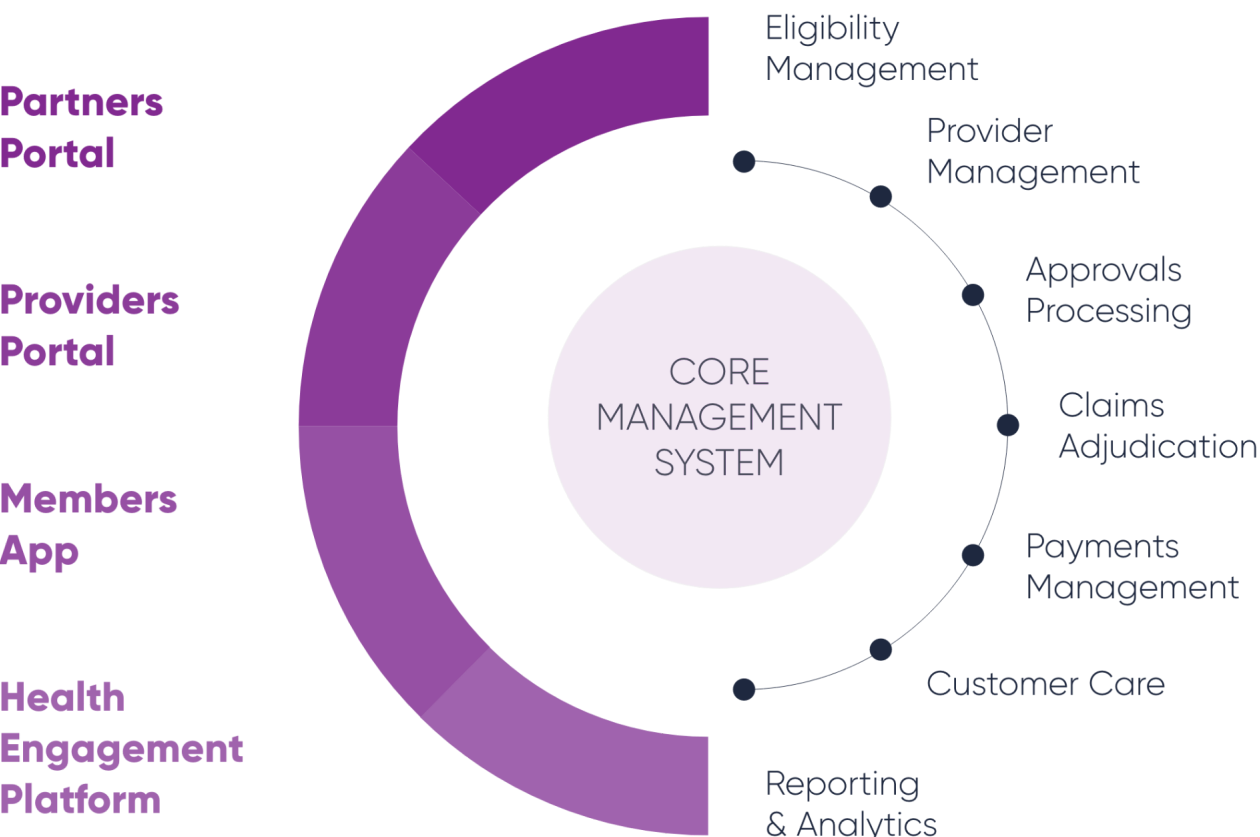 Partners
Portal
Providers
Portal
Members
App
Health
Engagement
Platform
CORE
MANAGEMENT
SYSTEM
Eligibility
Management
Provider
Management
Approvals
Processing
Claims
Adjudication
Payments
Management
Customer Care
Reporting
& Analytics